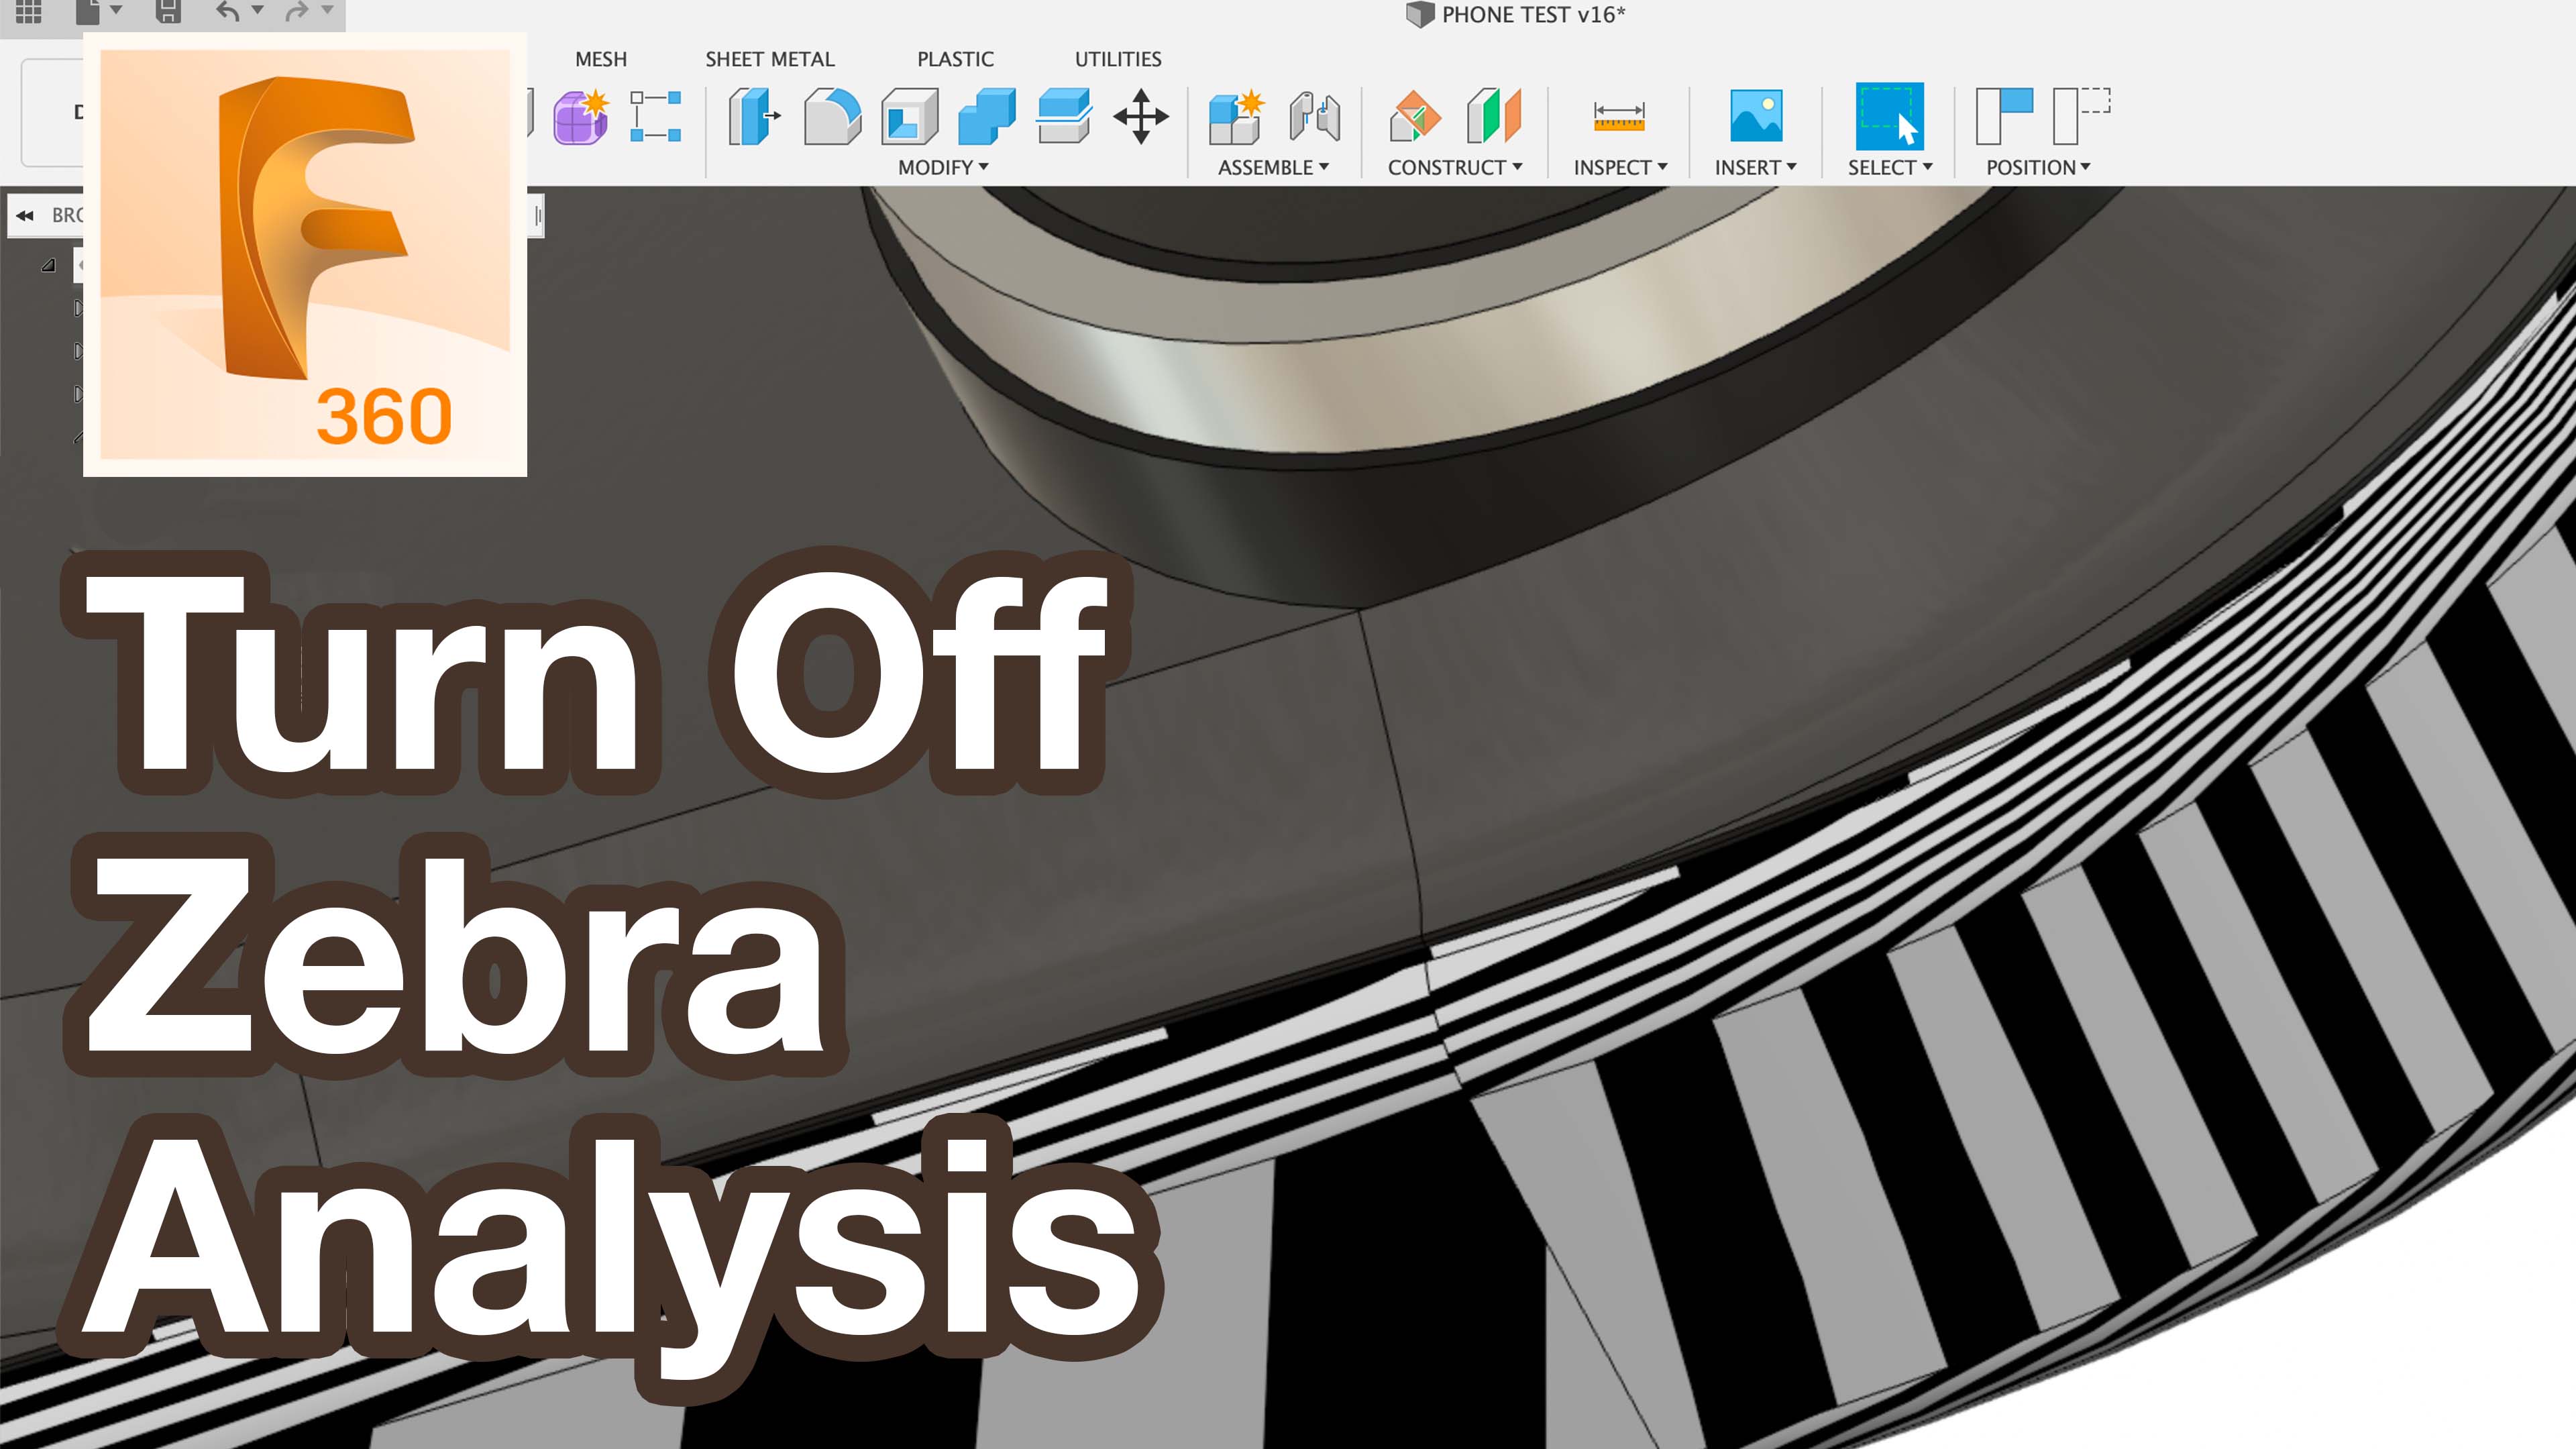 PHONE TEST v16*
MESH SHEET METAL PLASTIC UTILITIES
MODIFY ASSEMBLE CONSTRUCT INSPECT INSERT SELECT POSITION
360
Turn Off
Zebra
Analysis